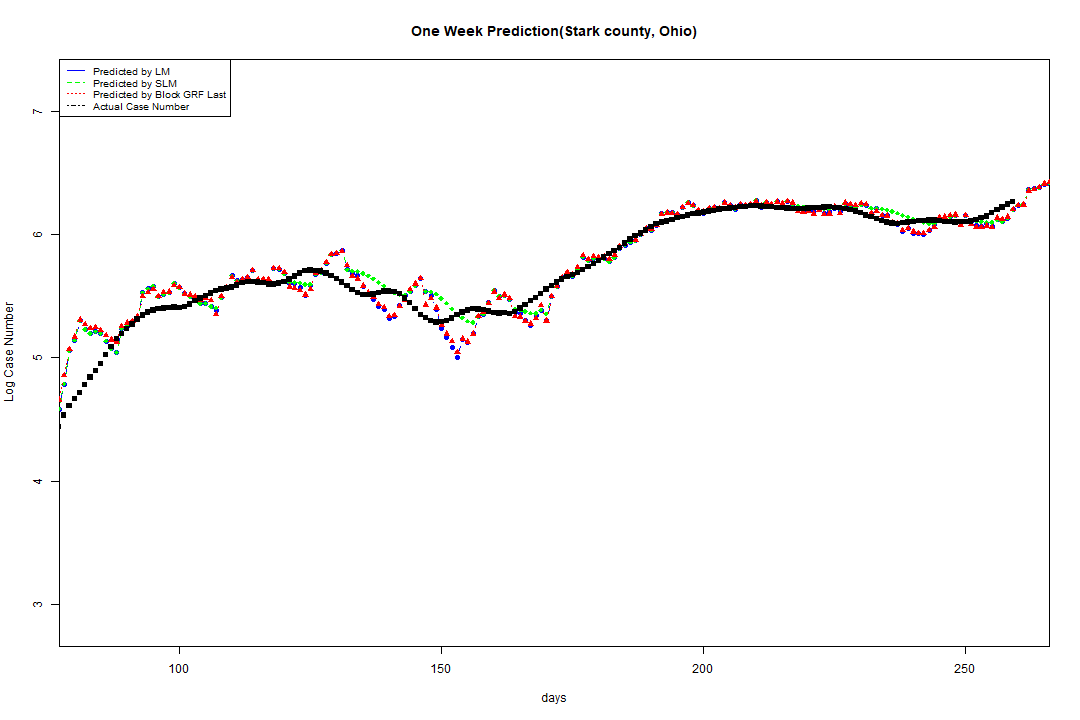 One Week Prediction(Stark county, Ohio)
Predicted by LM
Predicted by SLM
Predicted by Block GRF Last
Actual Case Number
7
6
5
4
3
Log Case Number
100 150 200 250
days